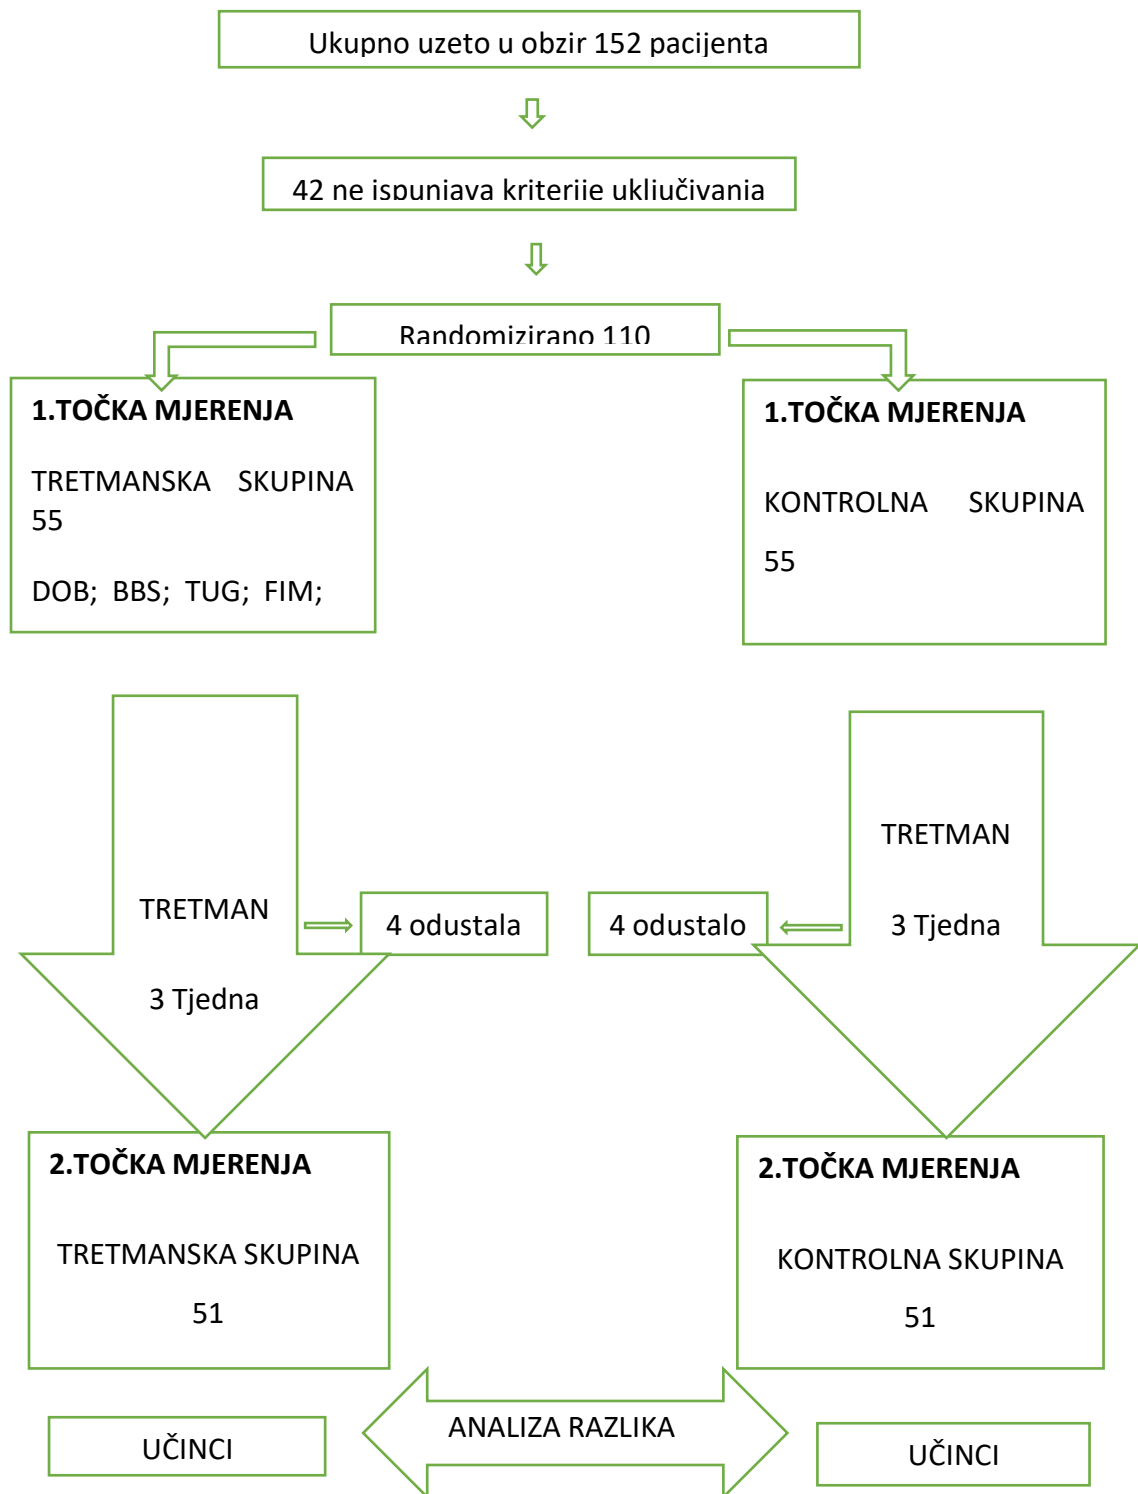 Ukupno uzeto u obzir 152 pacijenta
42 ne ispunjava kriterije uključivanja
Randomizirano 110
1.TOČKA MJERENJA
TRETMANSKA SKUPINA
55
DOB; BBS; TUG; FIM;
1.TOČKA MJERENJA
KONTROLNA SKUPINA
55
TRETMAN
3 Tjedna
4 odustala
4 odustalo
TRETMAN
3 Tjedna
2.TOČKA MJERENJA
TRETMANSKA SKUPINA
51
2.TOČKA MJERENJA
KONTROLNA SKUPINA
51
UČINCI
ANALIZA RAZLIKA
UČINCI